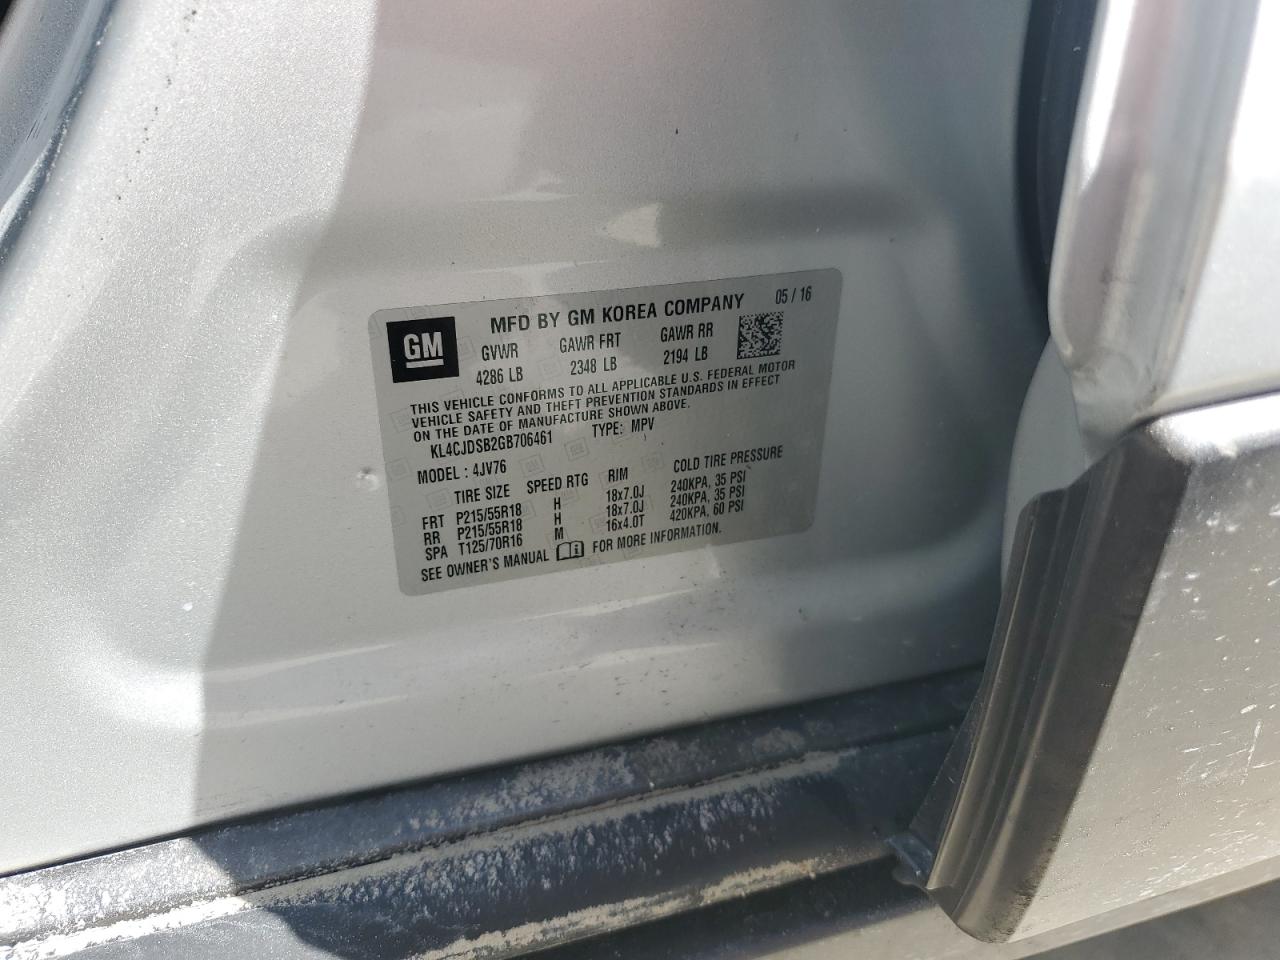 GM
MFD BY GM KOREA COMPANY 05 / 16
GVWR GAWR FRT GAWR RR
4286 LB 2348 LB 2194 LB
THIS VEHICLE CONFORMS TO ALL APPLICABLE U.S. FEDERAL MOTOR
VEHICLE SAFETY AND THEFT PREVENTION STANDARDS IN EFFECT
ON THE DATE OF MANUFACTURE SHOWN ABOVE.
KL4CJDSB2GB706461 TYPE: MPV
MODEL : 4JV76
TIRE SIZE SPEED RTG RIM COLD TIRE PRESSURE
FRT P215/55R18 H 18x7.0J 240KPA, 35 PSI
RR P215/55R18 H 18x7.0J 240KPA, 35 PSI
SPA T125/70R16 M 16x4.0T 420KPA, 60 PSI
SEE OWNER'S MANUAL FOR MORE INFORMATION.